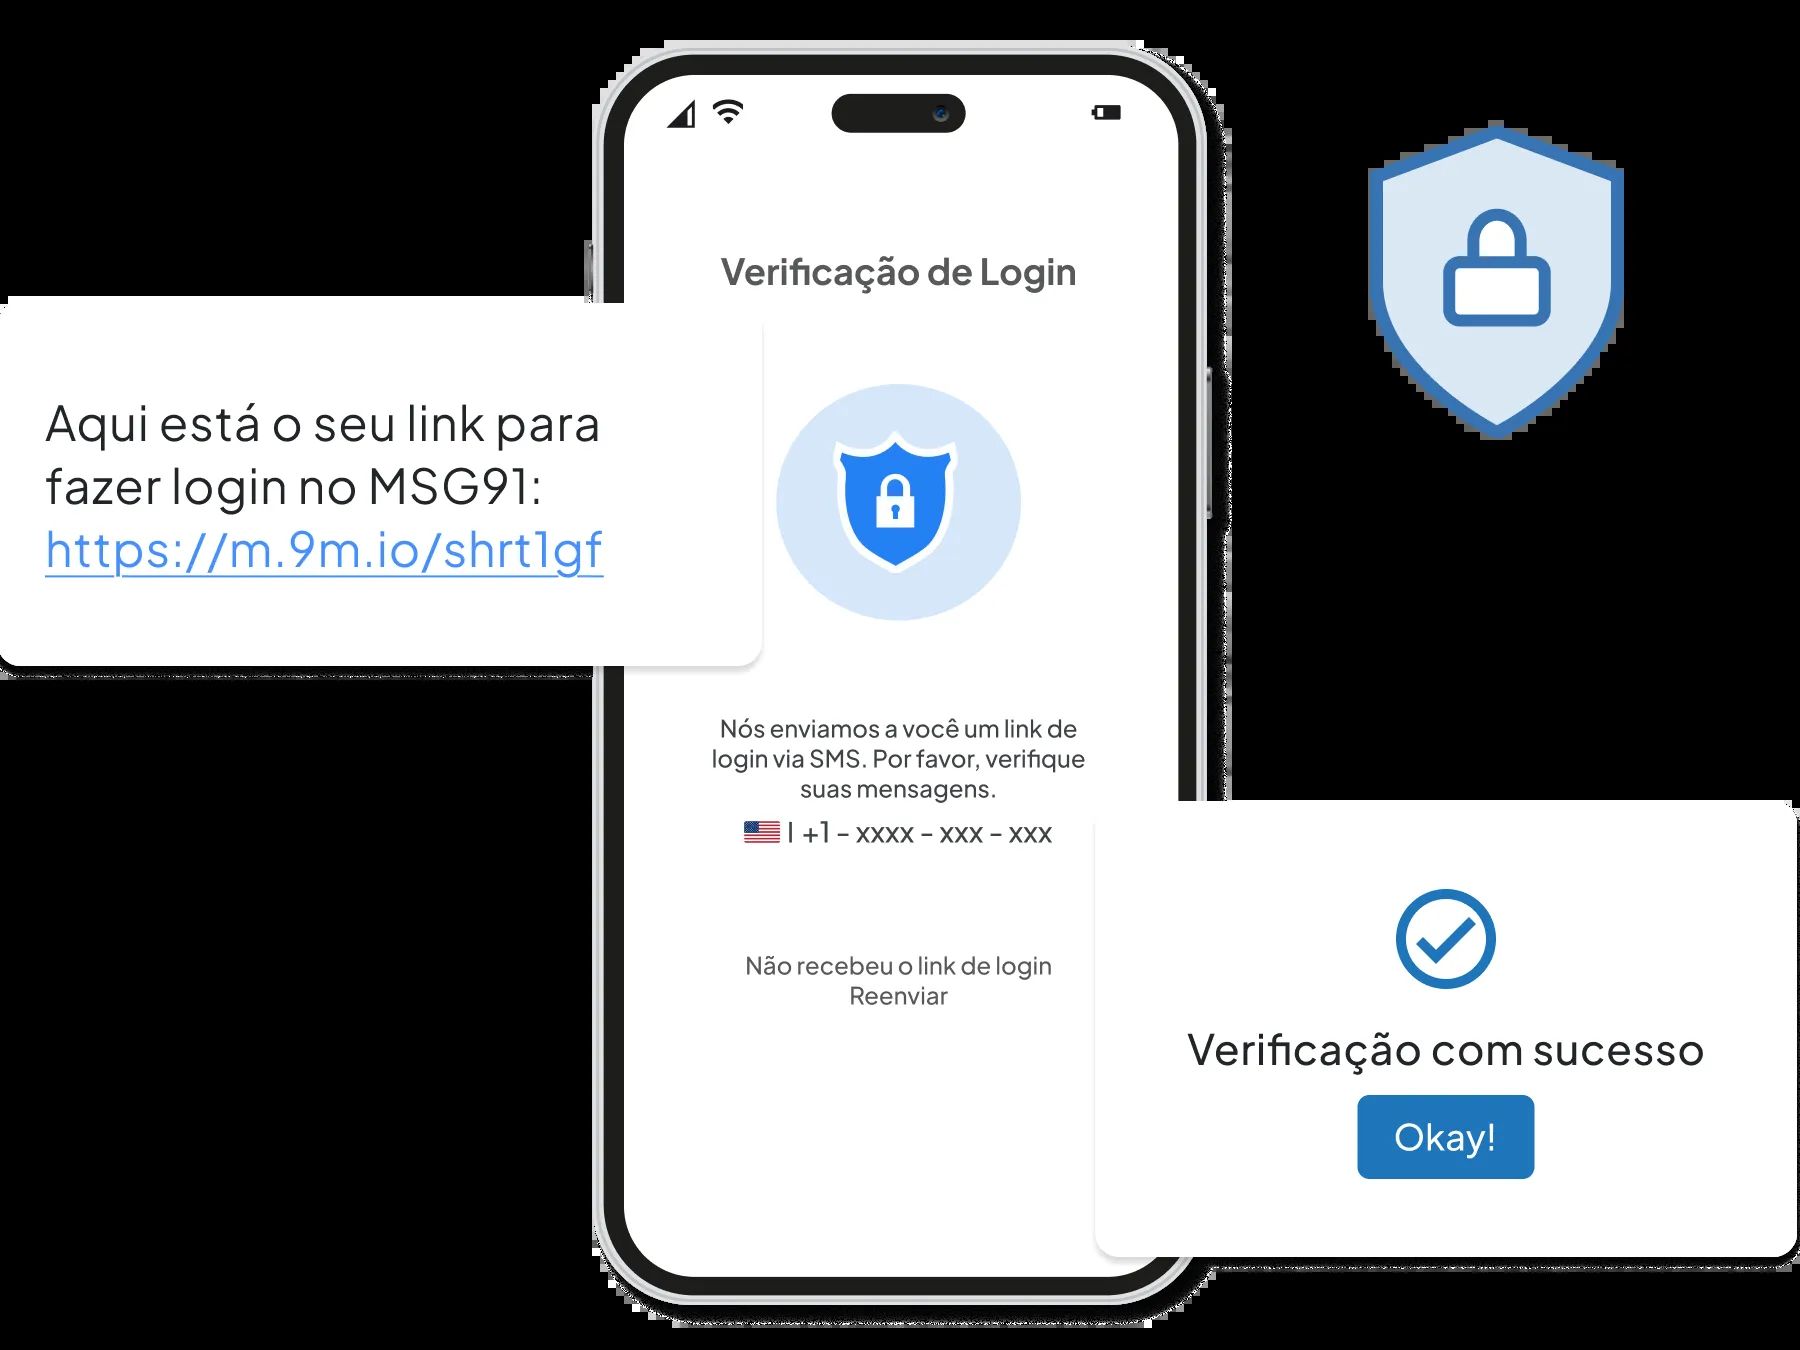 Verificação de Login
Aqui está o seu link para
fazer login no MSG91:
https://m.9m.io/shrt1gf
Nós enviamos a você um link de
login via SMS. Por favor, verifique
suas mensagens.
| +1 - xxxx - xxx - xxx
Não recebeu o link de login
Reenviar
Verificação com sucesso
Okay!